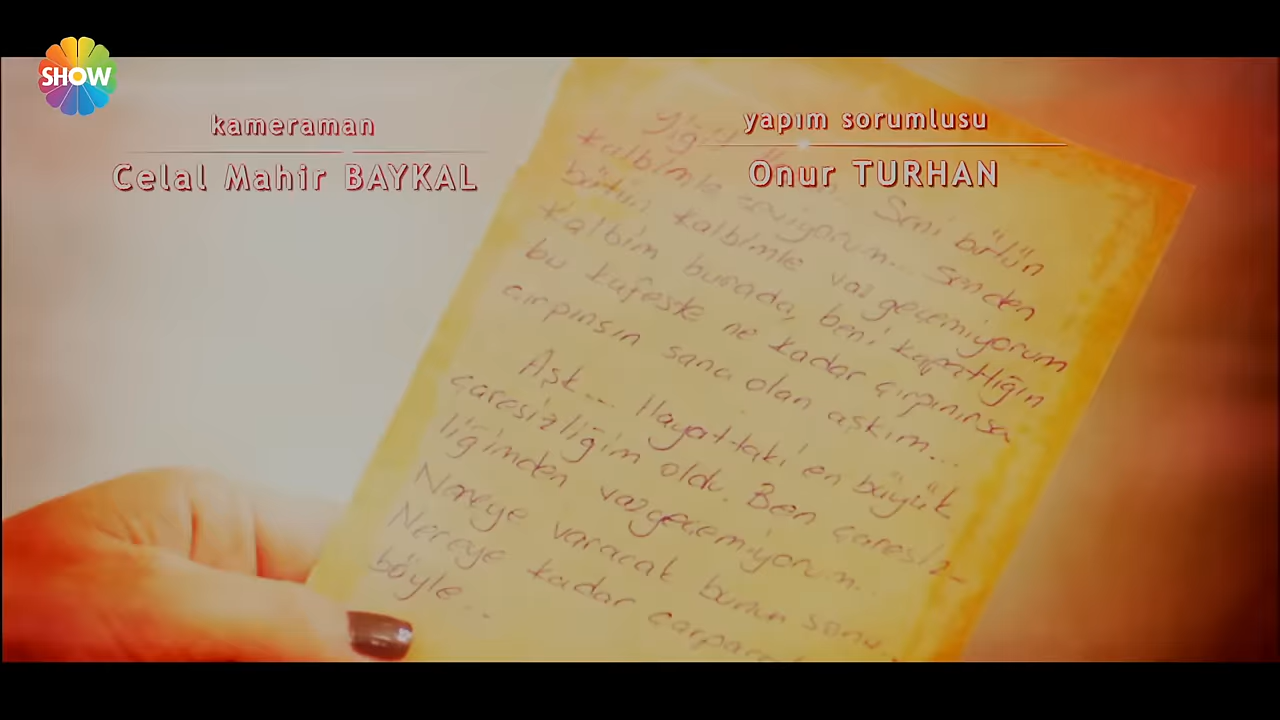 SHOW
kameraman
Celal Mahir BAYKAL
yapım sorumlusu
Onur TURHAN
Seni bütün
kalbimle seviyorum... Senden
bütün kalbimle vazgeçemiyorum
kalbim burada, beni kapattığın
bu kafeste ne kadar çırpınırsa
çırpınsın sana olan aşkım...
Aşk... Hayattaki en büyük
çaresizliğim oldu. Ben çaresiz-
liğimden vazgeçemiyorum...
Nereye varacak bunun sonu...
Nereye kadar çarpacak
böyle...